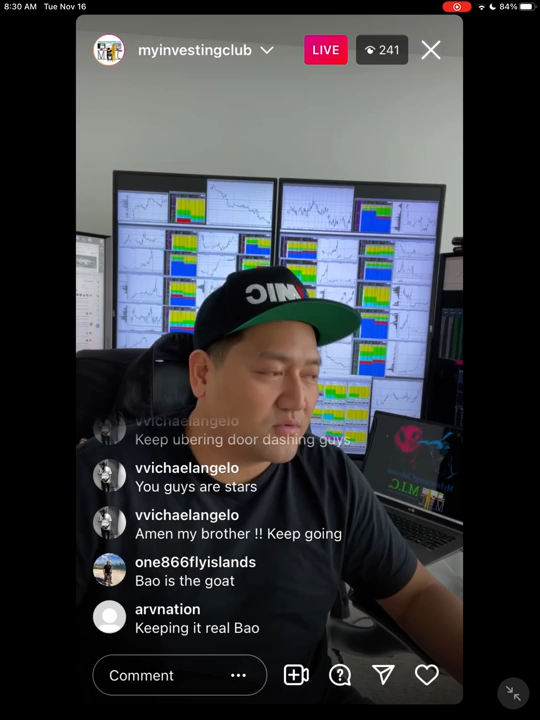 8:30 AM Tue Nov 16
84%
myinvestingclub
LIVE
241
MIC
vvichaelangelo
Keep ubering door dashing guys
vvichaelangelo
You guys are stars
vvichaelangelo
Amen my brother !! Keep going
one866flyislands
Bao is the goat
arvnation
Keeping it real Bao
M.I.C
Comment